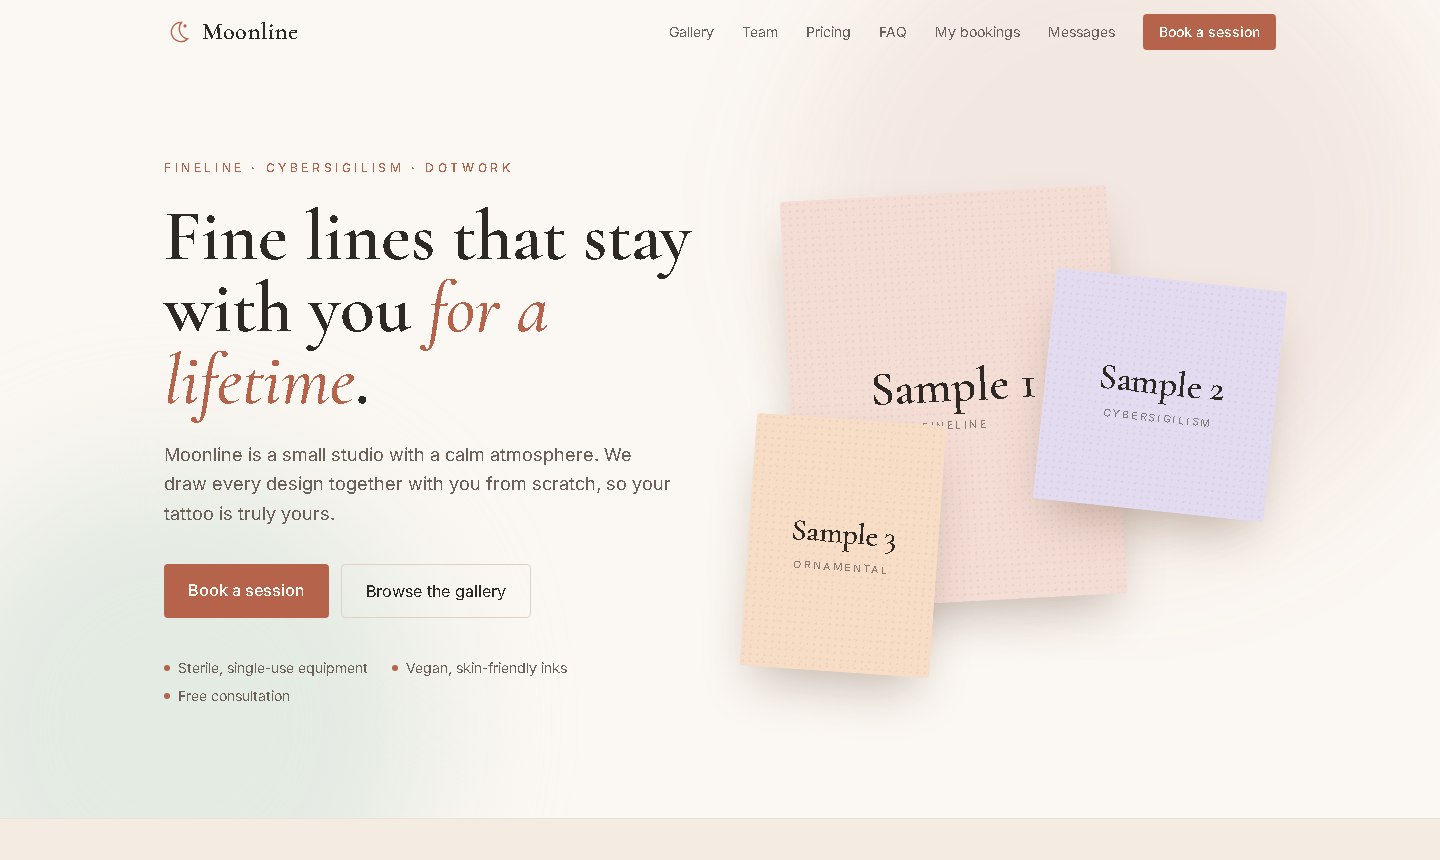 Moonline
Gallery Team Pricing FAQ My bookings Messages Book a session
FINELINE · CYBERSIGILISM · DOTWORK
Fine lines that stay
with you for a
lifetime.
Moonline is a small studio with a calm atmosphere. We
draw every design together with you from scratch, so your
tattoo is truly yours.
Book a session Browse the gallery
Sterile, single-use equipment Vegan, skin-friendly inks
Free consultation
Sample 1
FINELINE
Sample 2
CYBERSIGILISM
Sample 3
ORNAMENTAL